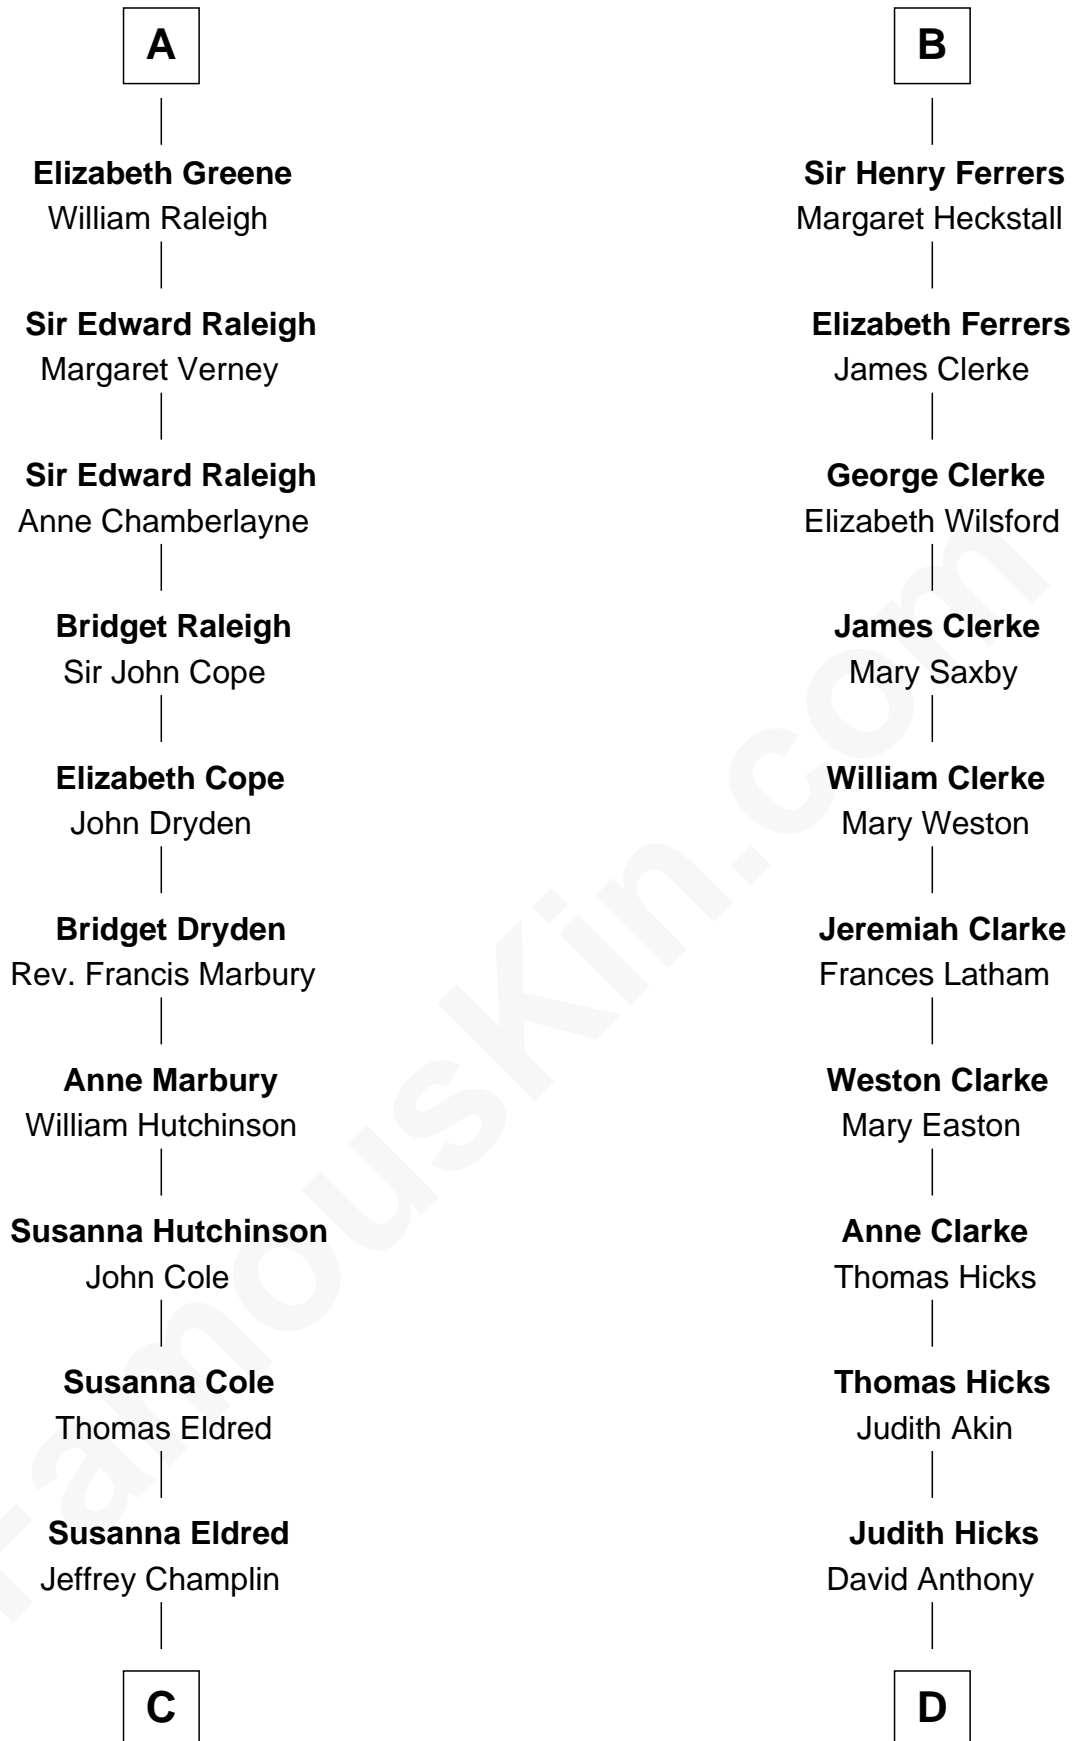 A
Elizabeth Greene
William Raleigh
Sir Edward Raleigh
Margaret Verney
Sir Edward Raleigh
Anne Chamberlayne
Bridget Raleigh
Sir John Cope
Elizabeth Cope
John Dryden
Bridget Dryden
Rev. Francis Marbury
Anne Marbury
William Hutchinson
Susanna Hutchinson
John Cole
Susanna Cole
Thomas Eldred
Susanna Eldred
Jeffrey Champlin
C
B
Sir Henry Ferrers
Margaret Heckstall
Elizabeth Ferrers
James Clerke
George Clerke
Elizabeth Wilsford
James Clerke
Mary Saxby
William Clerke
Mary Weston
Jeremiah Clarke
Frances Latham
Weston Clarke
Mary Easton
Anne Clarke
Thomas Hicks
Thomas Hicks
Judith Akin
Judith Hicks
David Anthony
D
FamousKin.com